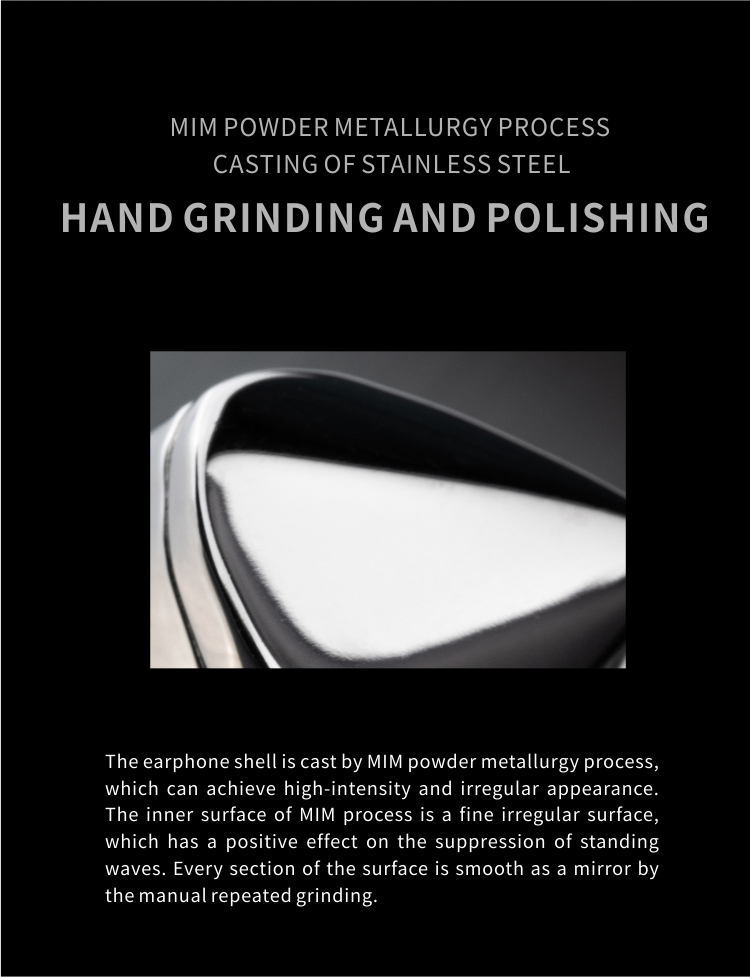 MIM POWDER METALLURGY PROCESS
CASTING OF STAINLESS STEEL
HAND GRINDING AND POLISHING
The earphone shell is cast by MIM powder metallurgy process,
which can achieve high-intensity and irregular appearance.
The inner surface of MIM process is a fine irregular surface,
which has a positive effect on the suppression of standing
waves. Every section of the surface is smooth as a mirror by
the manual repeated grinding.